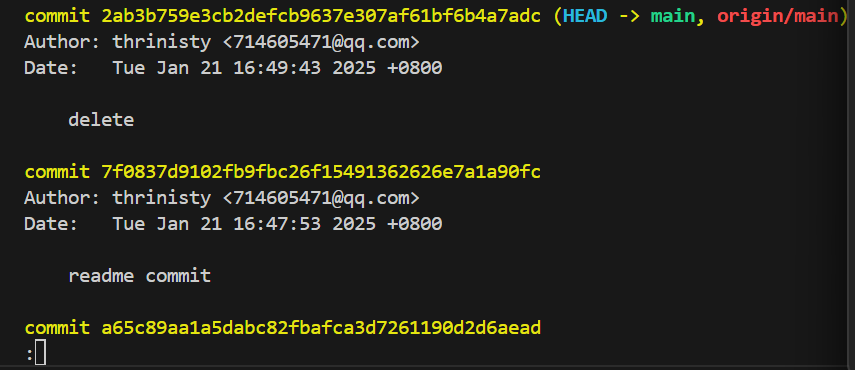 commit 2ab3b759e3cb2defcb9637e307af61bf6b4a7adc (HEAD -> main, origin/main)
Author: thrinisty <714605471@qq.com>
Date:   Tue Jan 21 16:49:43 2025 +0800
    delete
commit 7f0837d9102fb9fbc26f15491362626e7a1a90fc
Author: thrinisty <714605471@qq.com>
Date:   Tue Jan 21 16:47:53 2025 +0800
    readme commit
commit a65c89aa1a5dabc82fbafca3d7261190d2d6aead
: